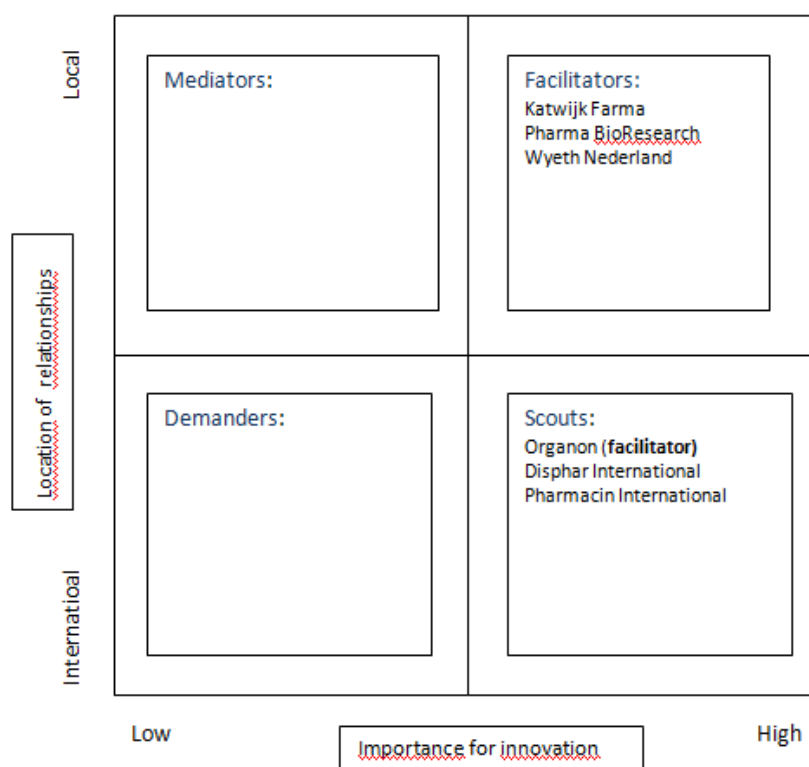 Local
Mediators:
Facilitators:
Katwijk Farma
Pharma BioResearch
Wyeth Nederland
Location of relationships
Demanders:
Scouts:
Organon (facilitator)
Disphar International
Pharmacin International
Internatioal
Low
Importance for innovation
High